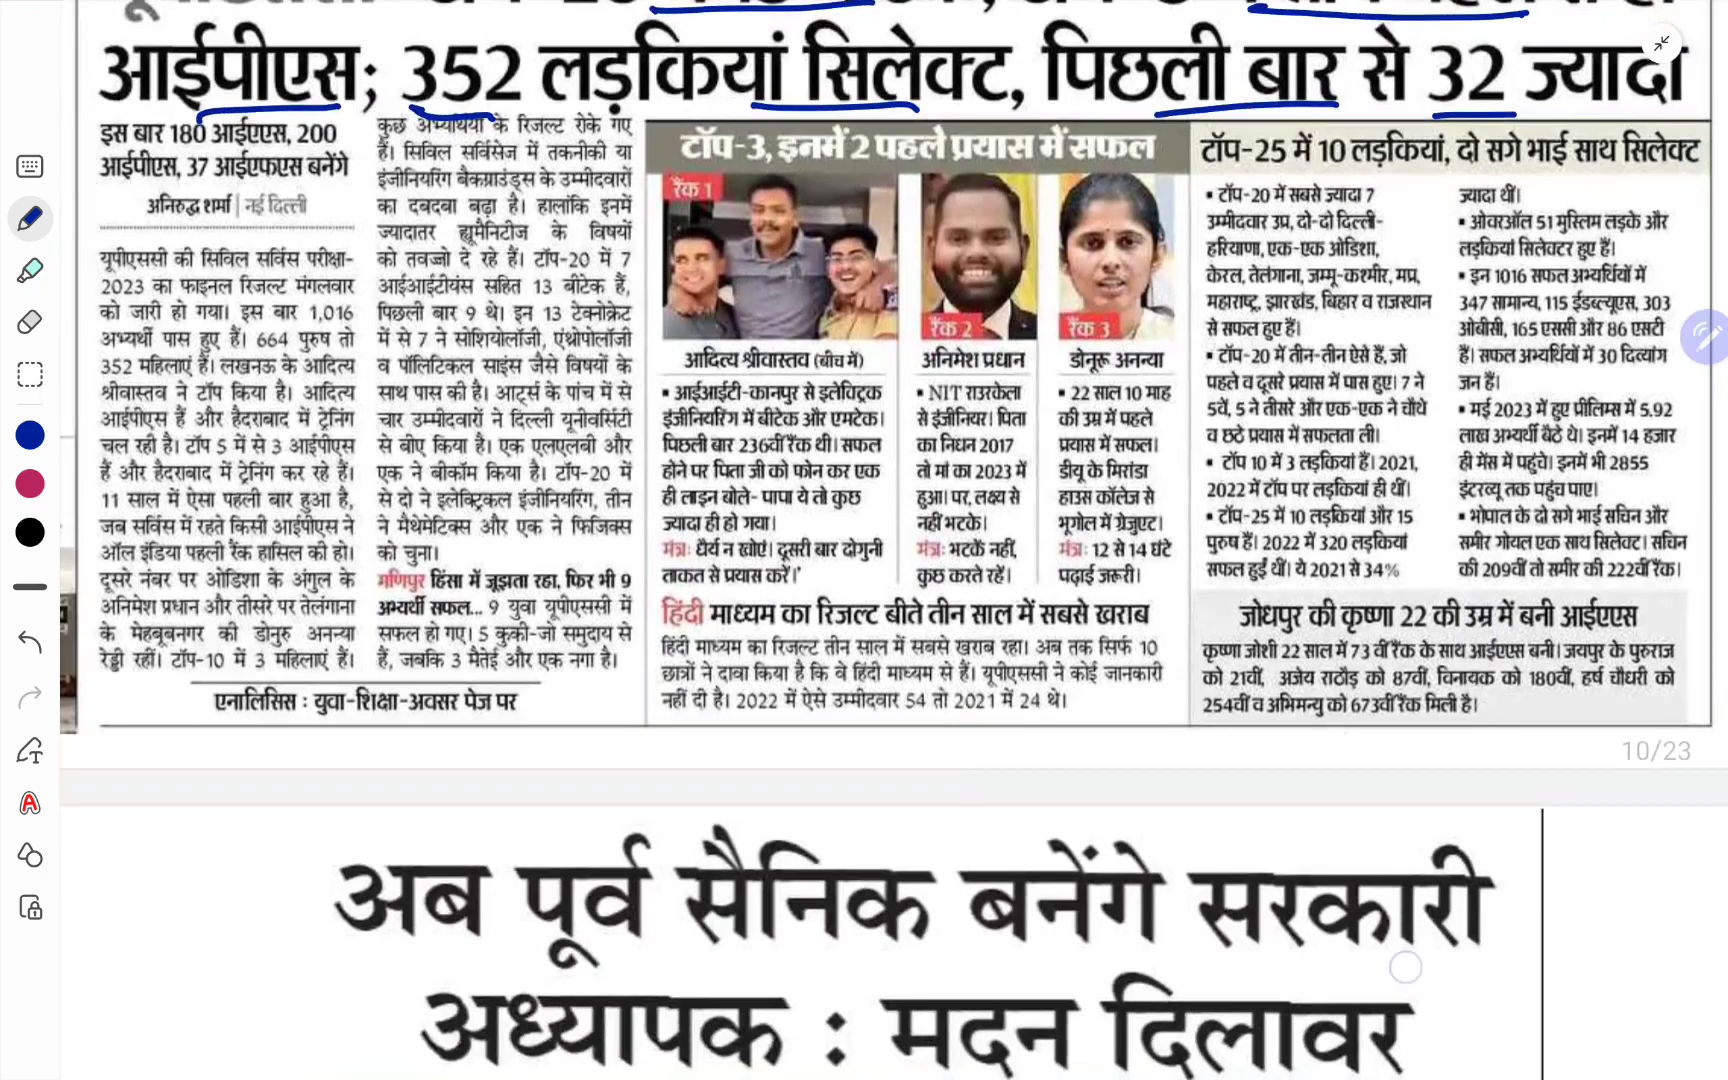 आईपीएस; 352 लड़कियां सिलेक्ट, पिछली बार से 32 ज्यादा
इस बार 180 आईएएस, 200
आईपीएस, 37 आईएफएस बनेंगे
अनिरुद्ध शर्मा | नई दिल्ली
यूपीएससी की सिविल सर्विस परीक्षा-
2023 का फाइनल रिजल्ट मंगलवार
को जारी हो गया। इस बार 1,016
अभ्यर्थी पास हुए हैं। 664 पुरुष तो
352 महिलाएं हैं। लखनऊ के आदित्य
श्रीवास्तव ने टॉप किया है। आदित्य
आईपीएस हैं और हैदराबाद में ट्रेनिंग
चल रही है। टॉप 5 में से 3 आईपीएस
हैं और हैदराबाद में ट्रेनिंग कर रहे हैं।
11 साल में ऐसा पहली बार हुआ है,
जब सर्विस में रहते किसी आईपीएस ने
ऑल इंडिया पहली रैंक हासिल की हो।
दूसरे नंबर पर ओडिशा के अंगुल के
अनिमेश प्रधान और तीसरे पर तेलंगाना
के मेहबूबनगर की डोनुरु अनन्या
रेड्डी रहीं। टॉप-10 में 3 महिलाएं हैं।
कुछ अभ्यर्थियों के रिजल्ट रोके गए
हैं। सिविल सर्विसेज में तकनीकी या
इंजीनियरिंग बैकग्राउंड्स के उम्मीदवारों
का दबदबा बढ़ा है। हालांकि इनमें
ज्यादातर ह्यूमैनिटीज के विषयों
को तवज्जो दे रहे हैं। टॉप-20 में 7
आईआईटीयंस सहित 13 बीटेक हैं,
पिछली बार 9 थे। इन 13 टेक्नोक्रेट
में से 7 ने सोशियोलॉजी, एंथोपोलॉजी
व पॉलिटिकल साइंस जैसे विषयों के
साथ पास की है। आर्ट्स के पांच में से
चार उम्मीदवारों ने दिल्ली यूनीवर्सिटी
से बीए किया है। एक एलएलबी और
एक ने बीकॉम किया है। टॉप-20 में
से दो ने इलेक्ट्रिकल इंजीनियरिंग, तीन
ने मैथेमेटिक्स और एक ने फिजिक्स
को चुना।
मणिपुर हिंसा में जूझता रहा, फिर भी 9
अभ्यर्थी सफल... 9 युवा यूपीएससी में
सफल हो गए। 5 कुकी-जो समुदाय से
हैं, जबकि 3 मैतेई और एक नगा है।
एनालिसिस : युवा-शिक्षा-अवसर पेज पर
टॉप-3, इनमें 2 पहले प्रयास में सफल
रैंक 1
रैंक 2
रैंक 3
आदित्य श्रीवास्तव (बीच में)
▪ आईआईटी-कानपुर से इलेक्ट्रिक
इंजीनियरिंग में बीटेक और एमटेक।
पिछली बार 236वीं रैंक थी। सफल
होने पर पिता जी को फोन कर एक
ही लाइन बोले- पापा ये तो कुछ
ज्यादा ही हो गया।
मंत्र: धैर्य न खोएं। दूसरी बार दोगुनी
ताकत से प्रयास करें।'
अनिमेश प्रधान
▪ NIT राउरकेला
से इंजीनियर। पिता
का निधन 2017
तो मां का 2023 में
हुआ। पर, लक्ष्य से
नहीं भटके।
मंत्र: भटकें नहीं,
कुछ करते रहें।
डोनूरू अनन्या
▪ 22 साल 10 माह
की उम्र में पहले
प्रयास में सफल।
डीयू के मिरांडा
हाउस कॉलेज से
भूगोल में ग्रेजुएट।
मंत्र: 12 से 14 घंटे
पढ़ाई जरूरी।
हिंदी माध्यम का रिजल्ट बीते तीन साल में सबसे खराब
हिंदी माध्यम का रिजल्ट तीन साल में सबसे खराब रहा। अब तक सिर्फ 10
छात्रों ने दावा किया है कि वे हिंदी माध्यम से हैं। यूपीएससी ने कोई जानकारी
नहीं दी है। 2022 में ऐसे उम्मीदवार 54 तो 2021 में 24 थे।
टॉप-25 में 10 लड़कियां, दो सगे भाई साथ सिलेक्ट
▪ टॉप-20 में सबसे ज्यादा 7
उम्मीदवार उप्र, दो-दो दिल्ली-
हरियाणा, एक-एक ओडिशा,
केरल, तेलंगाना, जम्मू-कश्मीर, मप्र,
महाराष्ट्र, झारखंड, बिहार व राजस्थान
से सफल हुए हैं।
▪ टॉप-20 में तीन-तीन ऐसे हैं, जो
पहले व दूसरे प्रयास में पास हुए। 7 ने
5वें, 5 ने तीसरे और एक-एक ने चौथे
व छठे प्रयास में सफलता ली।
▪ टॉप 10 में 3 लड़कियां हैं। 2021,
2022 में टॉप पर लड़कियां ही थीं।
▪ टॉप-25 में 10 लड़कियां और 15
पुरुष हैं। 2022 में 320 लड़कियां
सफल हुईं थीं। ये 2021 से 34%
ज्यादा थीं।
▪ ओवरऑल 51 मुस्लिम लड़के और
लड़कियां सिलेक्टर हुए हैं।
▪ इन 1016 सफल अभ्यर्थियों में
347 सामान्य, 115 ईडब्ल्यूएस, 303
ओबीसी, 165 एससी और 86 एसटी
हैं। सफल अभ्यर्थियों में 30 दिव्यांग
जन हैं।
▪ मई 2023 में हुए प्रीलिम्स में 5.92
लाख अभ्यर्थी बैठे थे। इनमें 14 हजार
ही मेंस में पहुंचे। इनमें भी 2855
इंटरव्यू तक पहुंच पाए।
▪ भोपाल के दो सगे भाई सचिन और
समीर गोयल एक साथ सिलेक्ट। सचिन
की 209वीं तो समीर की 222वीं रैंक।
जोधपुर की कृष्णा 22 की उम्र में बनी आईएएस
कृष्णा जोशी 22 साल में 73 वीं रैंक के साथ आईएएस बनी। जयपुर के पुरुराज
को 21वीं, अजेय राठौड़ को 87वीं, विनायक को 180वीं, हर्ष चौधरी को
254वीं व अभिमन्यु को 673वीं रैंक मिली है।
10/23
अब पूर्व सैनिक बनेंगे सरकारी
अध्यापक : मदन दिलावर